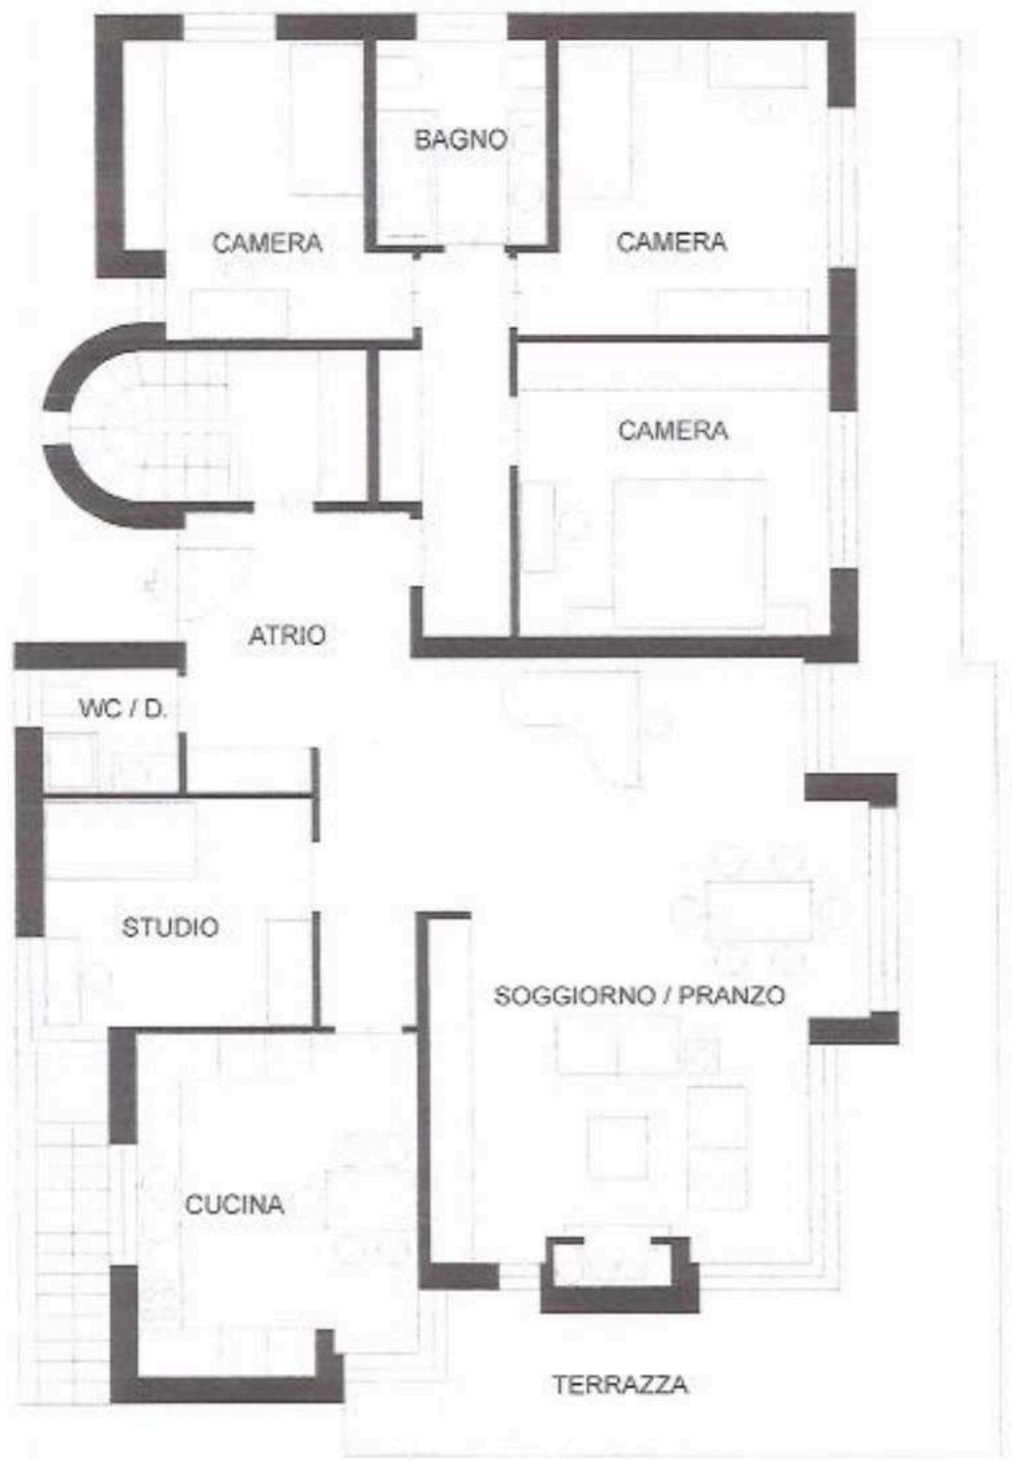 BAGNO
CAMERA
CAMERA
CAMERA
ATRIO
WC / D.
STUDIO
SOGGIORNO / PRANZO
CUCINA
TERRAZZA